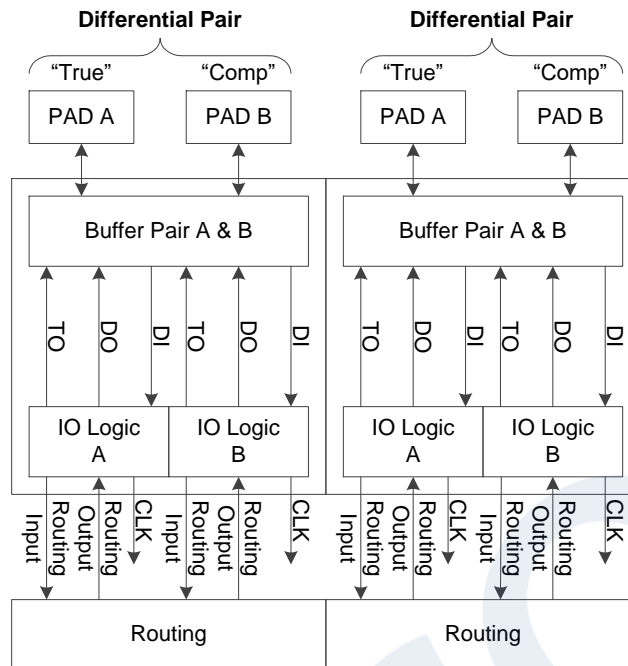 Differential Pair
Differential Pair
“True”
“Comp”
“True”
“Comp”
PAD A
PAD B
PAD A
PAD B
Buffer Pair A & B
Buffer Pair A & B
TO
DO
DI
TO
DO
DI
TO
DO
DI
TO
DO
DI
IO Logic
A
IO Logic
B
IO Logic
A
IO Logic
B
Routing
Input
Routing
Output
CLK
Routing
Input
Routing
Output
CLK
Routing
Input
Routing
Output
CLK
Routing
Input
Routing
Output
CLK
Routing
Routing